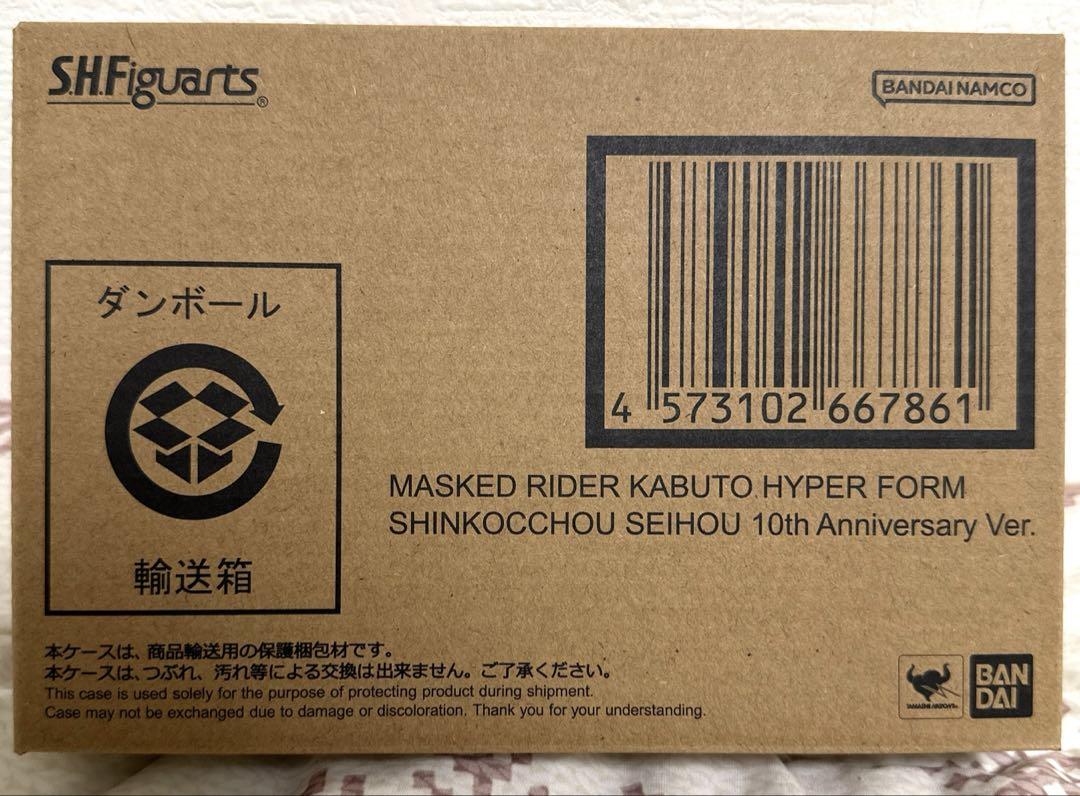 S.H.Figuarts®
BANDAI NAMCO
4 573102 667861
ダンボール
輸送箱
MASKED RIDER KABUTO HYPER FORM
SHINKOCCHOU SEIHOU 10th Anniversary Ver.
本ケースは、商品輸送用の保護梱包材です。
本ケースは、つぶれ、汚れ等による交換は出来ません。ご了承ください。
This case is used solely for the purpose of protecting product during shipment.
Case may not be exchanged due to damage or discoloration. Thank you for your understanding.
TAMASHII NATIONS
BAN
DAI